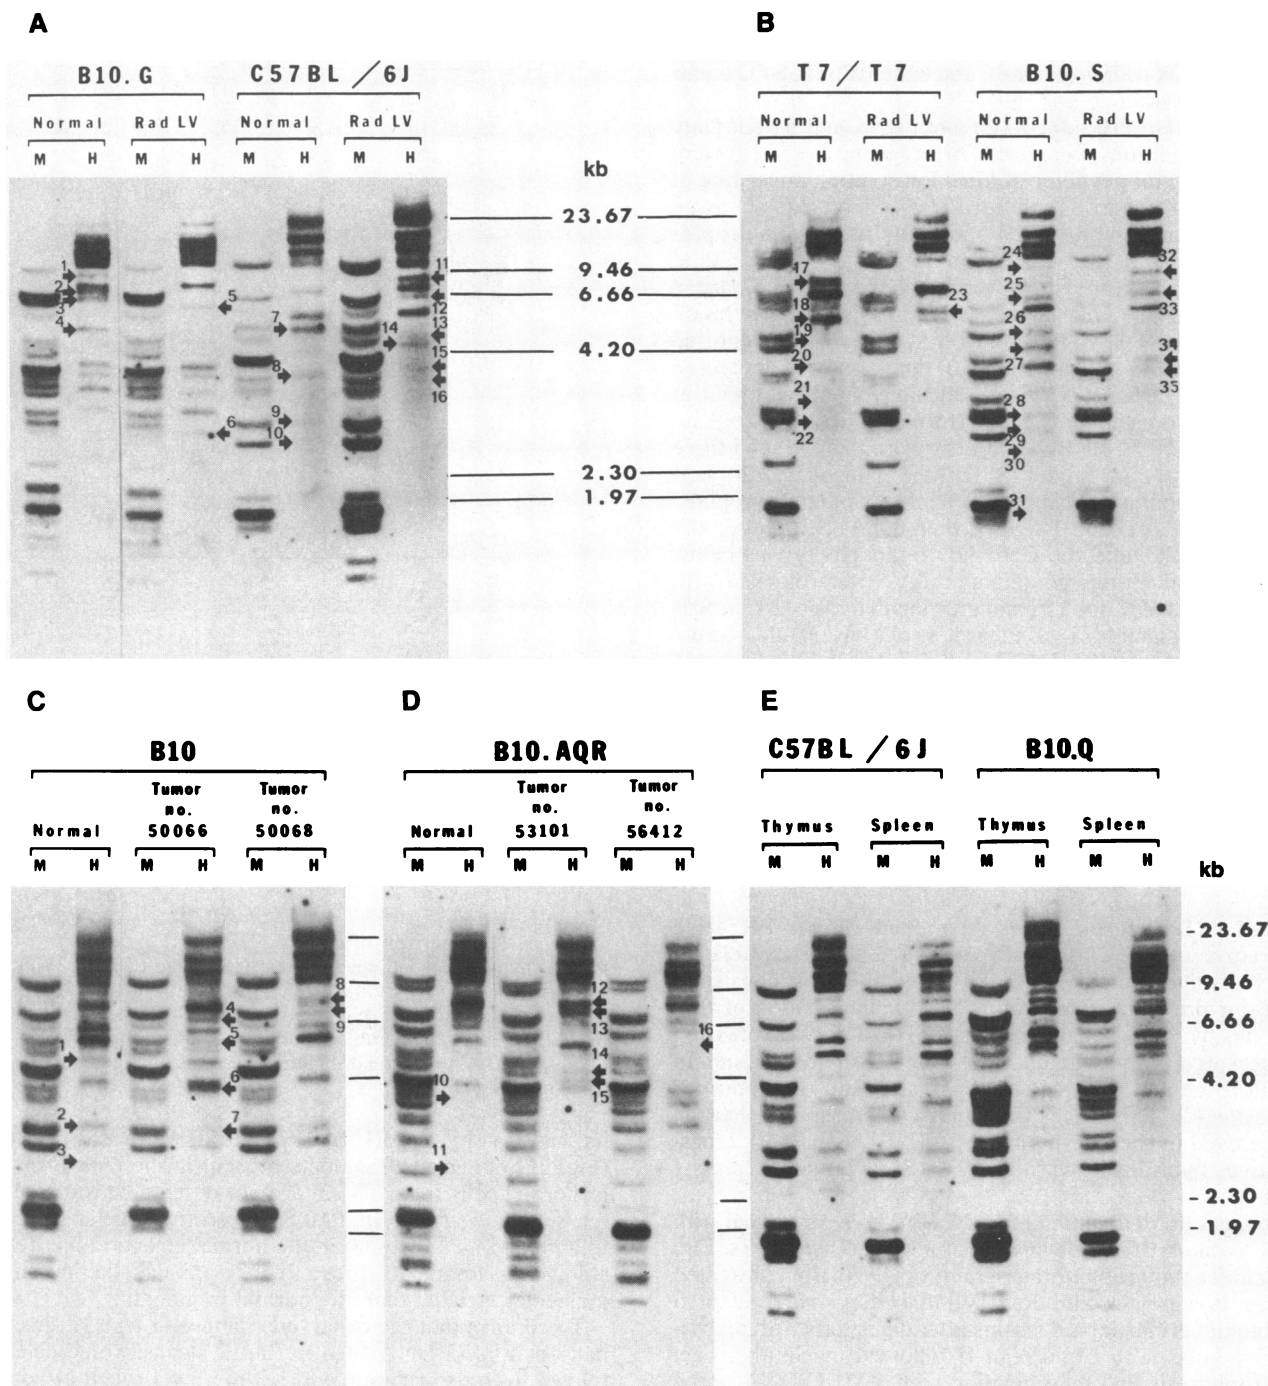 A
B
B10.G
C57BL/6J
T7/T7
B10.S
Normal
Rad LV
Normal
Rad LV
Normal
Rad LV
Normal
Rad LV
M
H
M
H
M
H
M
H
M
H
M
H
M
H
M
H
kb
23.67
9.46
6.66
4.20
2.30
1.97
1
2
3
4
5
6
7
8
9
10
11
12
13
14
15
16
17
18
19
20
21
22
23
24
25
26
27
28
29
30
31
32
33
34
35
C
D
E
B10
B10.AQR
C57BL/6J
B10.Q
Normal
Tumor
no.
50066
Tumor
no.
50068
Normal
Tumor
no.
53101
Tumor
no.
56412
Thymus
Spleen
Thymus
Spleen
M
H
M
H
M
H
M
H
M
H
M
H
M
H
M
H
M
H
M
H
kb
-23.67
-9.46
-6.66
-4.20
-2.30
-1.97
1
2
3
4
5
6
7
8
9
10
11
12
13
14
15
16